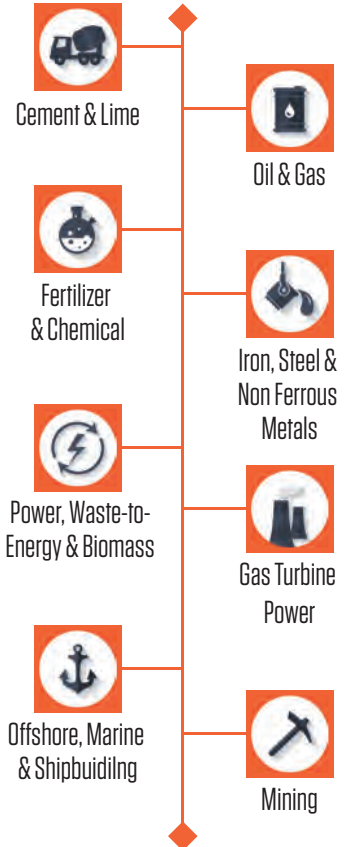 Cement & Lime
Oil & Gas
Fertilizer
& Chemical
Iron, Steel &
Non Ferrous
Metals
Power, Waste-to-
Energy & Biomass
Gas Turbine
Power
Offshore, Marine
& Shipbuidilng
Mining